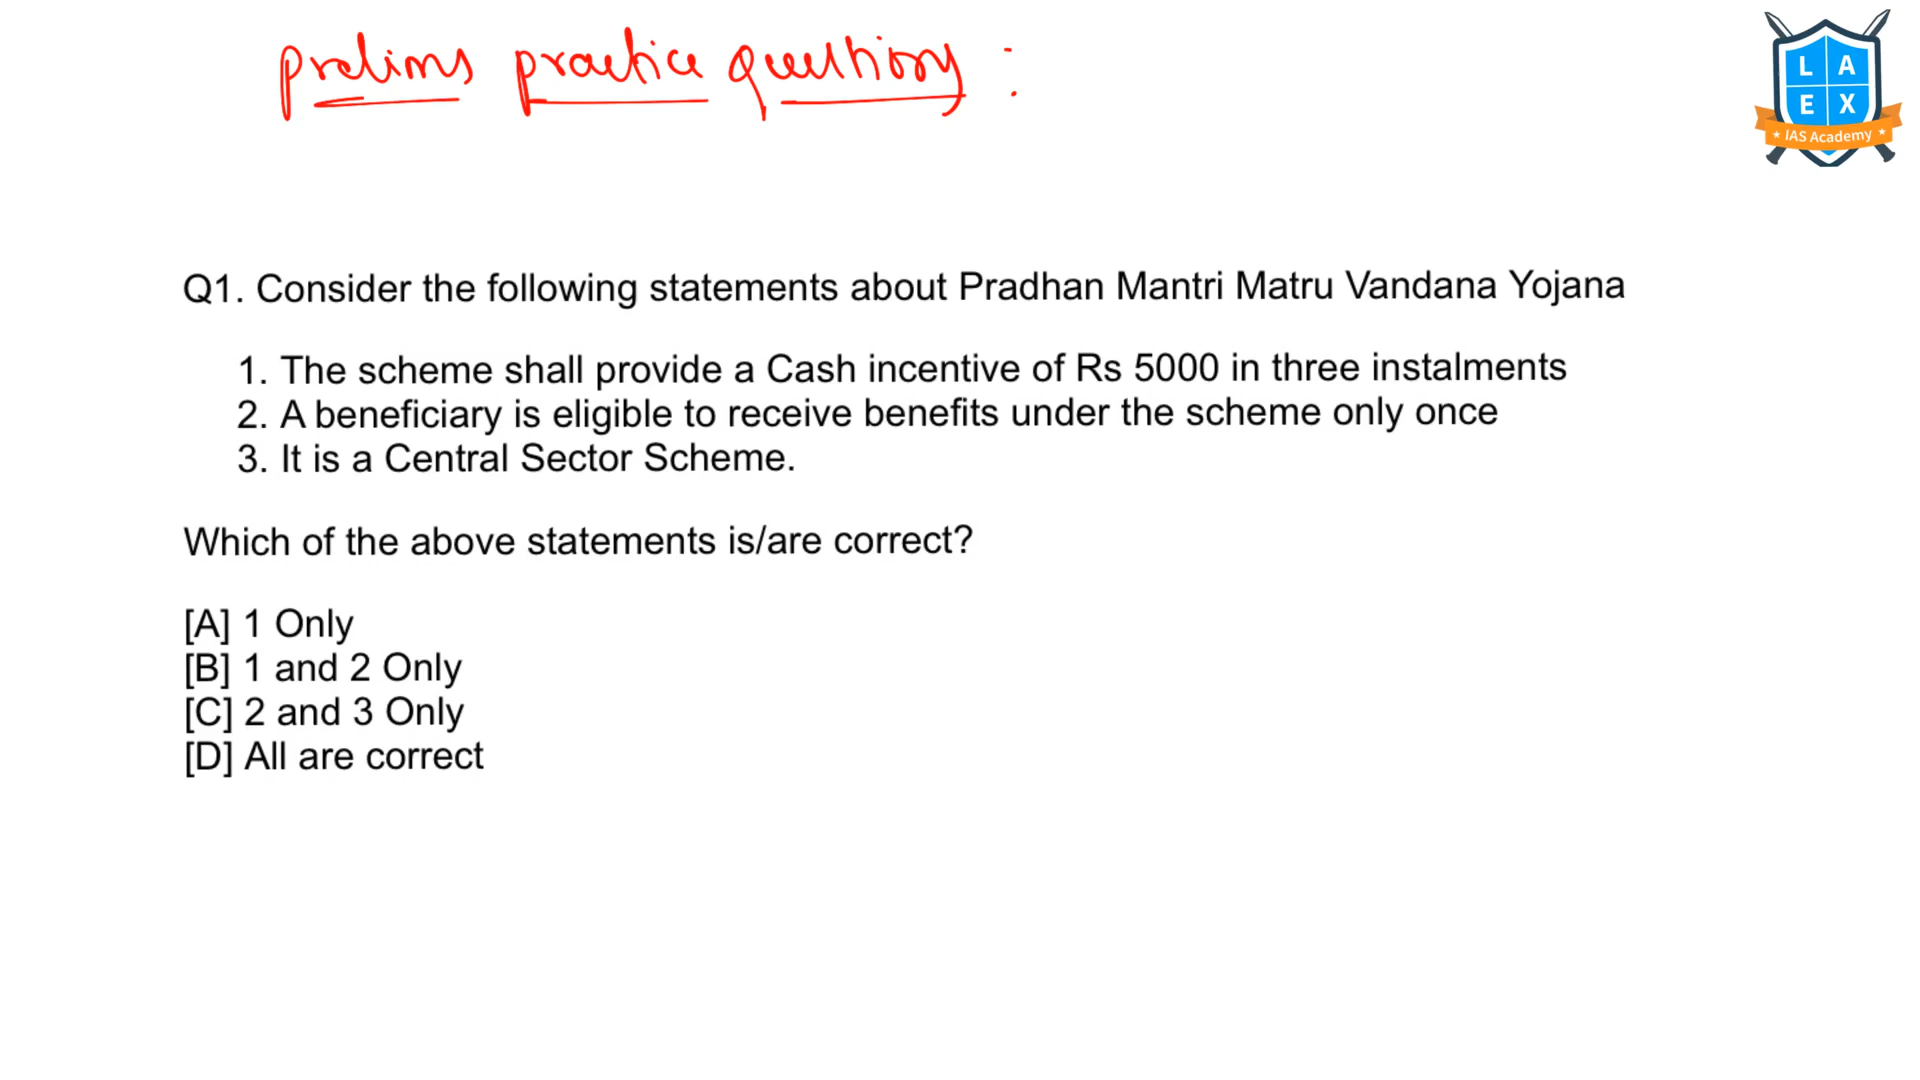 prelims practice questions :
L A
E X
IAS Academy
Q1. Consider the following statements about Pradhan Mantri Matru Vandana Yojana
1. The scheme shall provide a Cash incentive of Rs 5000 in three instalments
2. A beneficiary is eligible to receive benefits under the scheme only once
3. It is a Central Sector Scheme.
Which of the above statements is/are correct?
[A] 1 Only
[B] 1 and 2 Only
[C] 2 and 3 Only
[D] All are correct